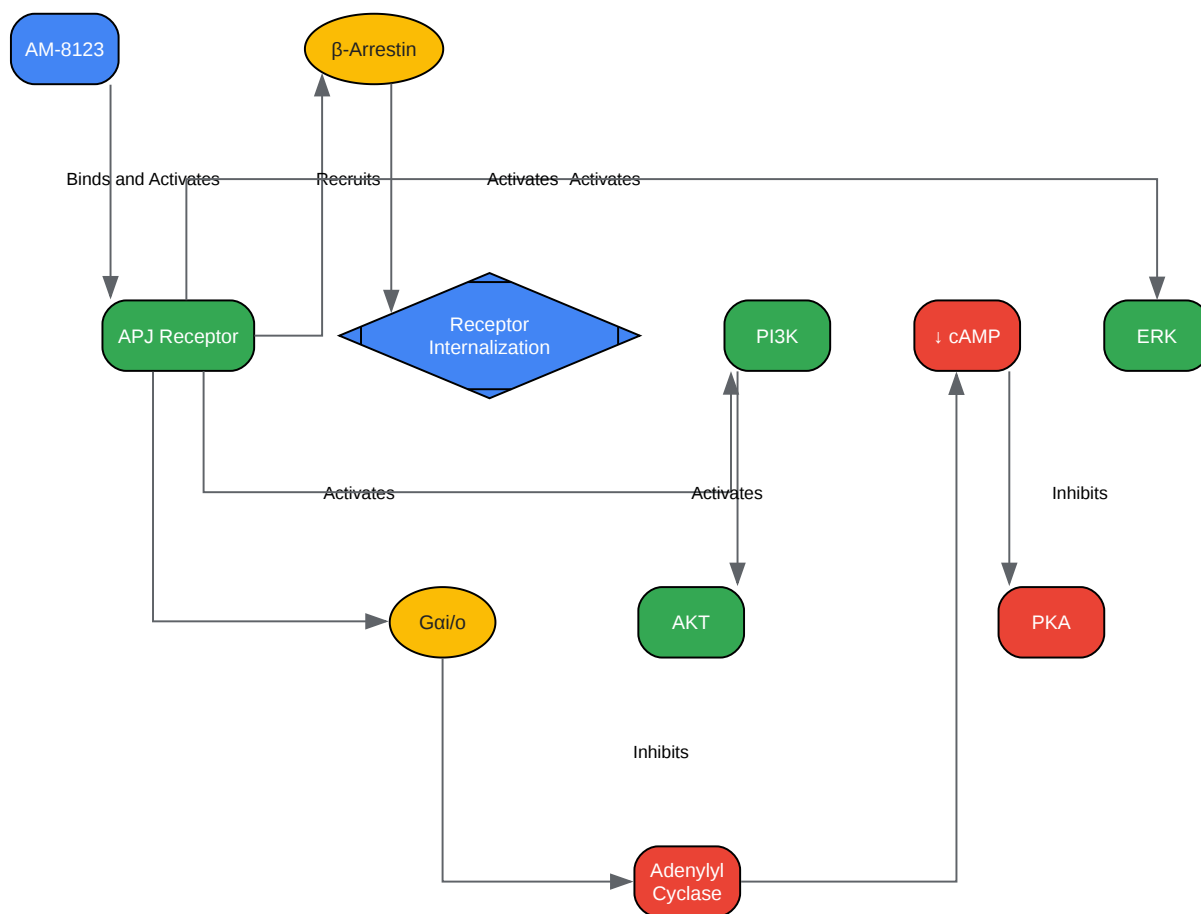 AM-8123
β-Arrestin
Binds and Activates
Recruits
Activates
Activates
APJ Receptor
Receptor
Internalization
PI3K
↓ cAMP
ERK
Activates
Activates
Inhibits
Gαi/o
AKT
PKA
Inhibits
Adenylyl
Cyclase